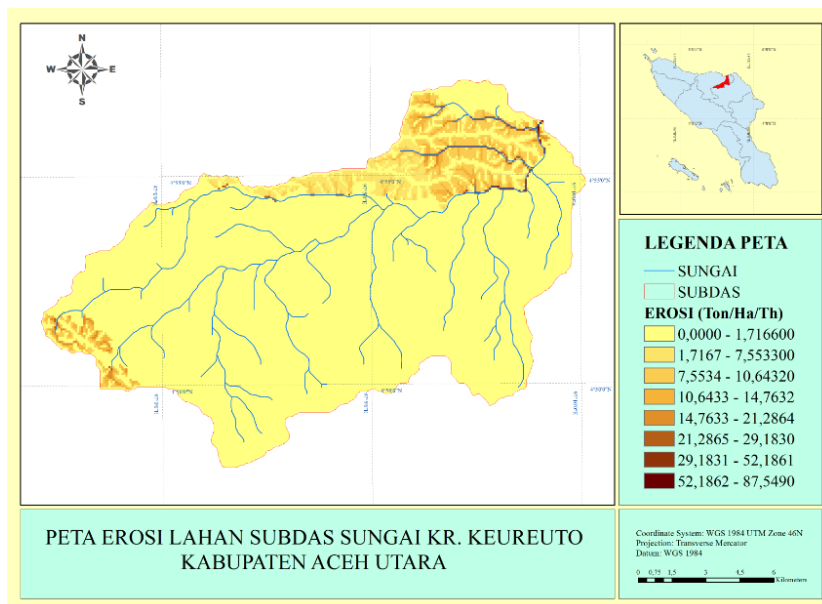 N
W E
S
LEGENDA PETA
SUNGAI
SUBDAS
EROSI (Ton/Ha/Th)
0,0000 - 1,716600
1,7167 - 7,553300
7,5534 - 10,64320
10,6433 - 14,7632
14,7633 - 21,2864
21,2865 - 29,1830
29,1831 - 52,1861
52,1862 - 87,5490
PETA EROSI LAHAN SUBDAS SUNGAI KR. KEUREUTO
KABUPATEN ACEH UTARA
Coordinate System: WGS 1984 UTM Zone 46N
Projection: Transverse Mercator
Datum: WGS 1984
0 0,75 1,5 3 4,5 6
Kilometers